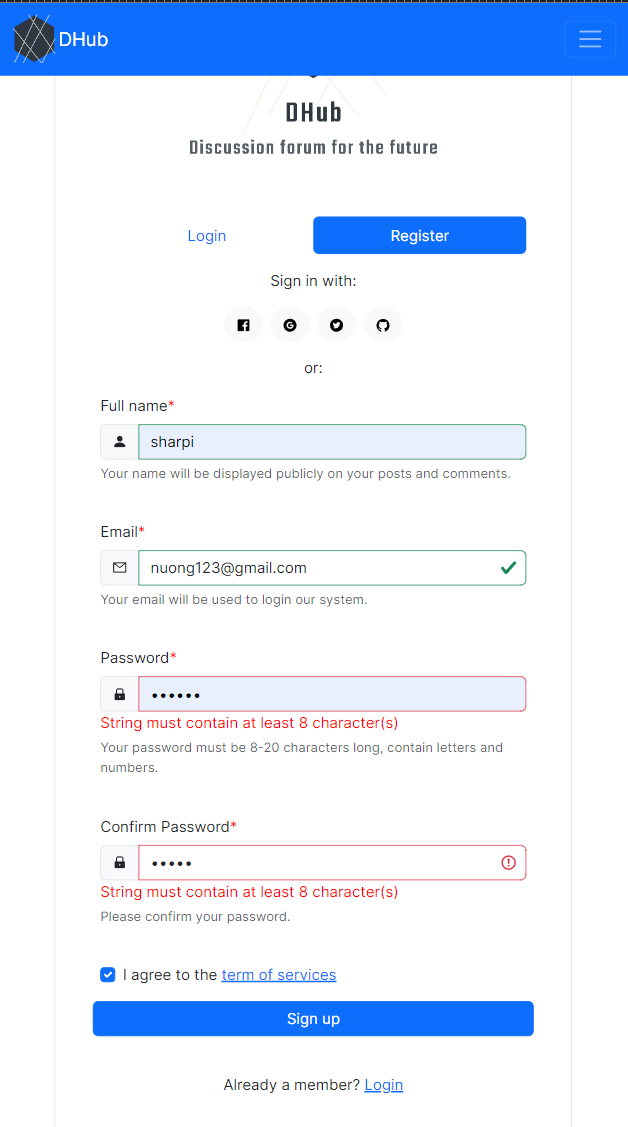 DHub
DHub
Discussion forum for the future
Login
Register
Sign in with:
or:
Full name*
sharpi
Your name will be displayed publicly on your posts and comments.
Email*
nuong123@gmail.com
Your email will be used to login our system.
Password*
••••••
String must contain at least 8 character(s)
Your password must be 8-20 characters long, contain letters and
numbers.
Confirm Password*
•••••
String must contain at least 8 character(s)
Please confirm your password.
I agree to the term of services
Sign up
Already a member? Login